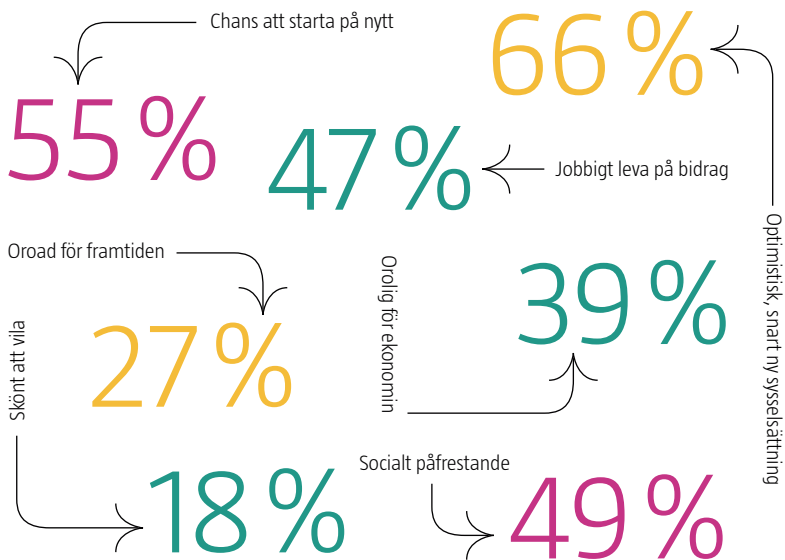 Chans att starta på nytt
55 %
66 %
Optimistisk, snart ny sysselsättning
47 %
Jobbigt leva på bidrag
Oroad för framtiden
27 %
Orolig för ekonomin
39 %
Skönt att vila
18 %
Socialt påfrestande
49 %